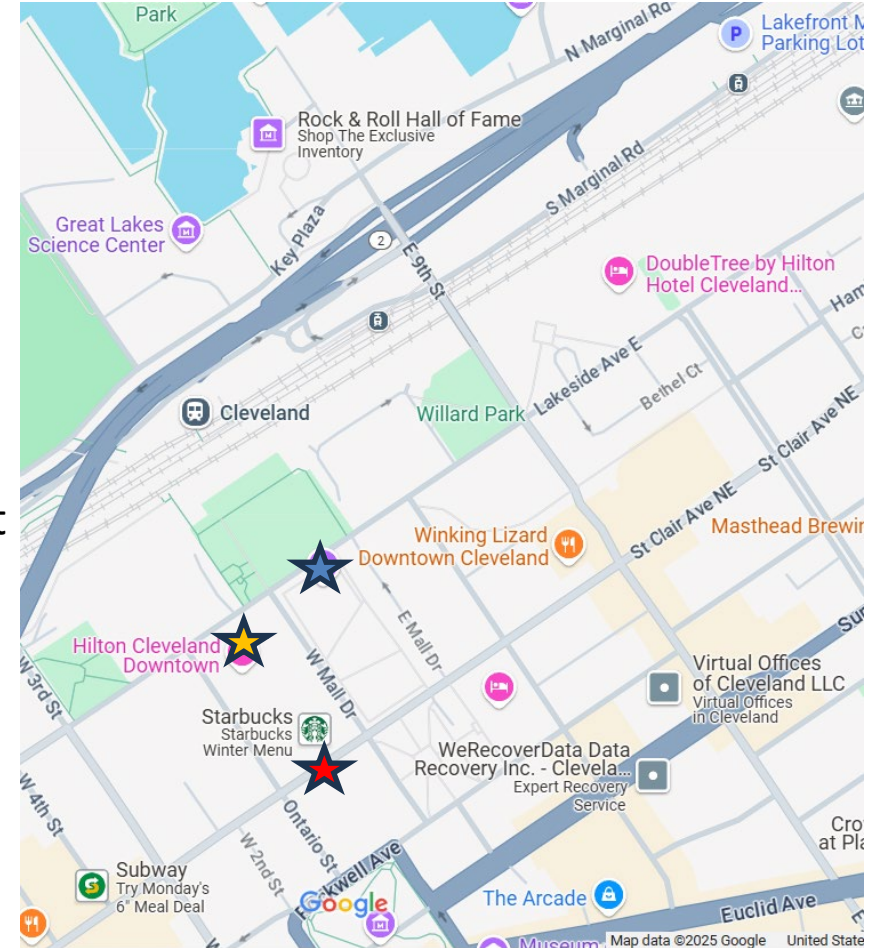 Park
N Marginal Rd
Lakefront
Parking Lot
Rock & Roll Hall of Fame
Shop The Exclusive
Inventory
S Marginal Rd
Great Lakes
Science Center
Key Plaza
2
E 9th St
DoubleTree by Hilton
Hotel Cleveland...
Cleveland
Willard Park
Lakeside Ave E
Bethel Ct
St Clair Ave NE
St Clair Ave NE
Winking Lizard
Downtown Cleveland
Masthead
E Mall Dr
Hilton Cleveland
Downtown
W Mall Dr
W 3rd St
Starbucks
Starbucks
Winter Menu
Virtual Offices
of Cleveland LLC
Virtual Offices
in Cleveland
WeRecoverData Data
Recovery Inc. - Clevela...
Expert Recovery
Service
W 4th St
Ontario St
W 2nd St
Subway
Try Monday's
6" Meal Deal
Google
The Arcade
Euclid Ave
Museum
Map data ©2025 Google
United State